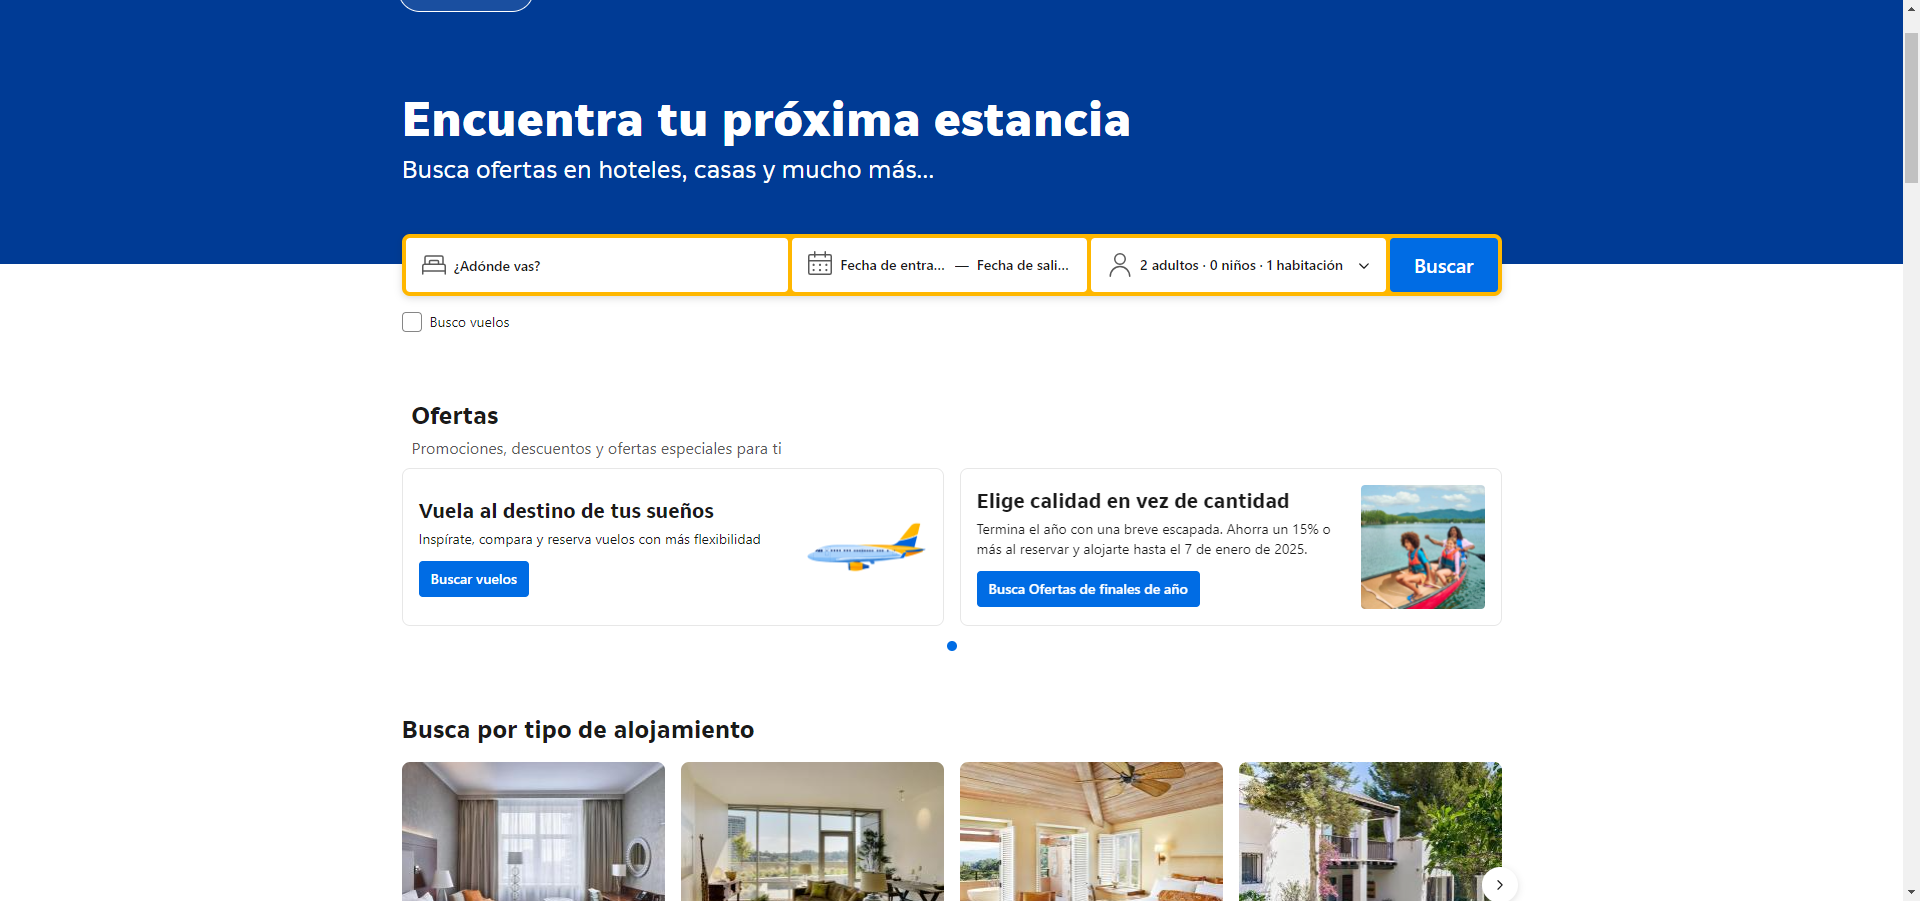 Encuentra tu próxima estancia
Busca ofertas en hoteles, casas y mucho más...
¿Adónde vas?
Fecha de entra... — Fecha de sali...
2 adultos · 0 niños · 1 habitación
Buscar
Busco vuelos
Ofertas
Promociones, descuentos y ofertas especiales para ti
Vuela al destino de tus sueños
Inspírate, compara y reserva vuelos con más flexibilidad
Buscar vuelos
Elige calidad en vez de cantidad
Termina el año con una breve escapada. Ahorra un 15% o
más al reservar y alojarte hasta el 7 de enero de 2025.
Busca Ofertas de finales de año
Busca por tipo de alojamiento